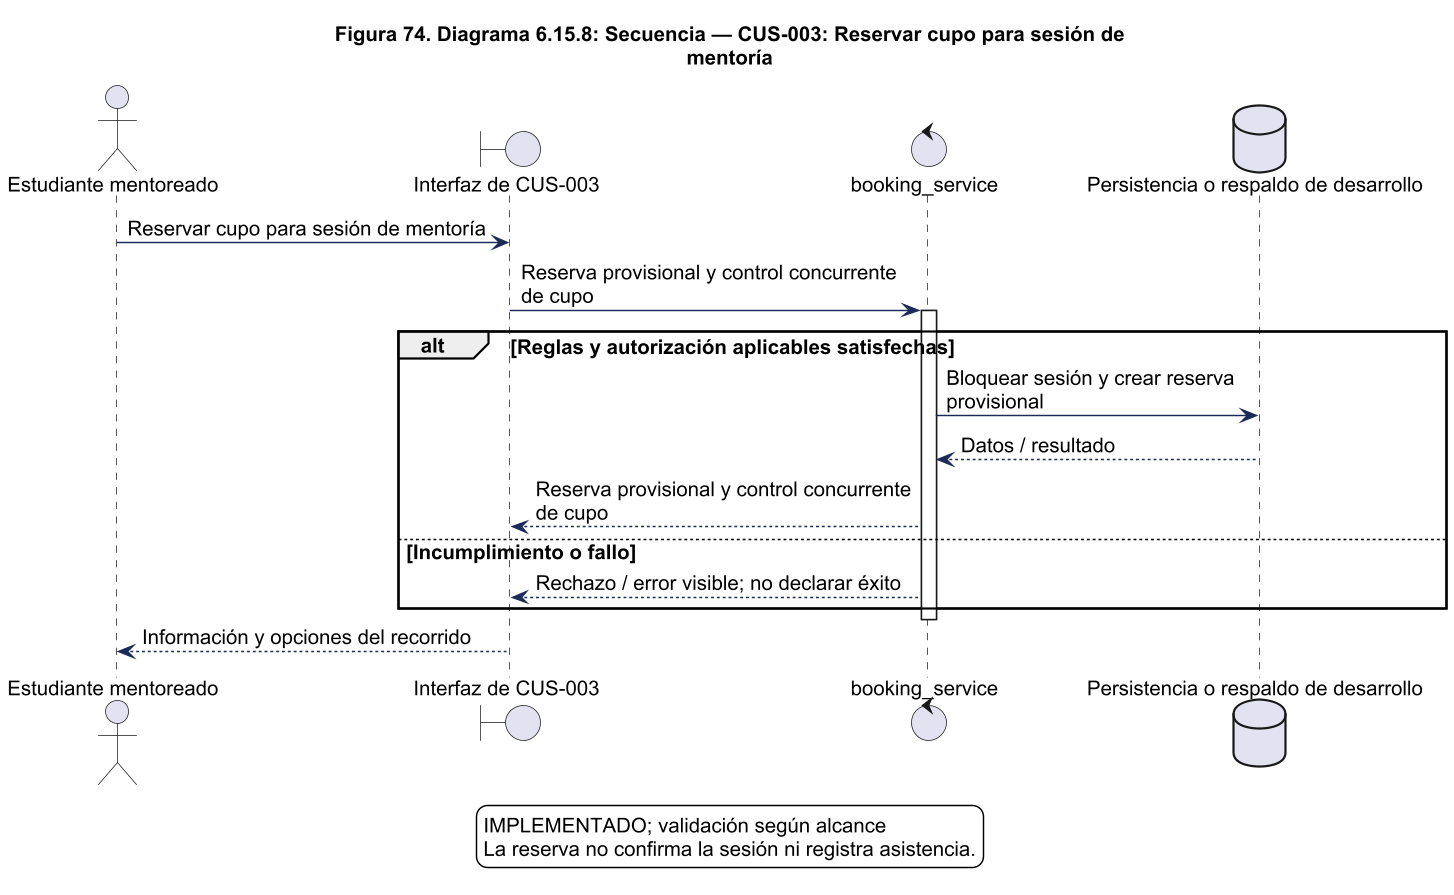 Figura 74. Diagrama 6.15.8: Secuencia — CUS-003: Reservar cupo para sesión de
mentoría
Estudiante mentoreado
Interfaz de CUS-003
booking_service
Persistencia o respaldo de desarrollo
Reservar cupo para sesión de mentoría
Reserva provisional y control concurrente
de cupo
alt
[Reglas y autorización aplicables satisfechas]
Bloquear sesión y crear reserva
provisional
Datos / resultado
Reserva provisional y control concurrente
de cupo
[Incumplimiento o fallo]
Rechazo / error visible; no declarar éxito
Información y opciones del recorrido
Estudiante mentoreado
Interfaz de CUS-003
booking_service
Persistencia o respaldo de desarrollo
IMPLEMENTADO; validación según alcance
La reserva no confirma la sesión ni registra asistencia.